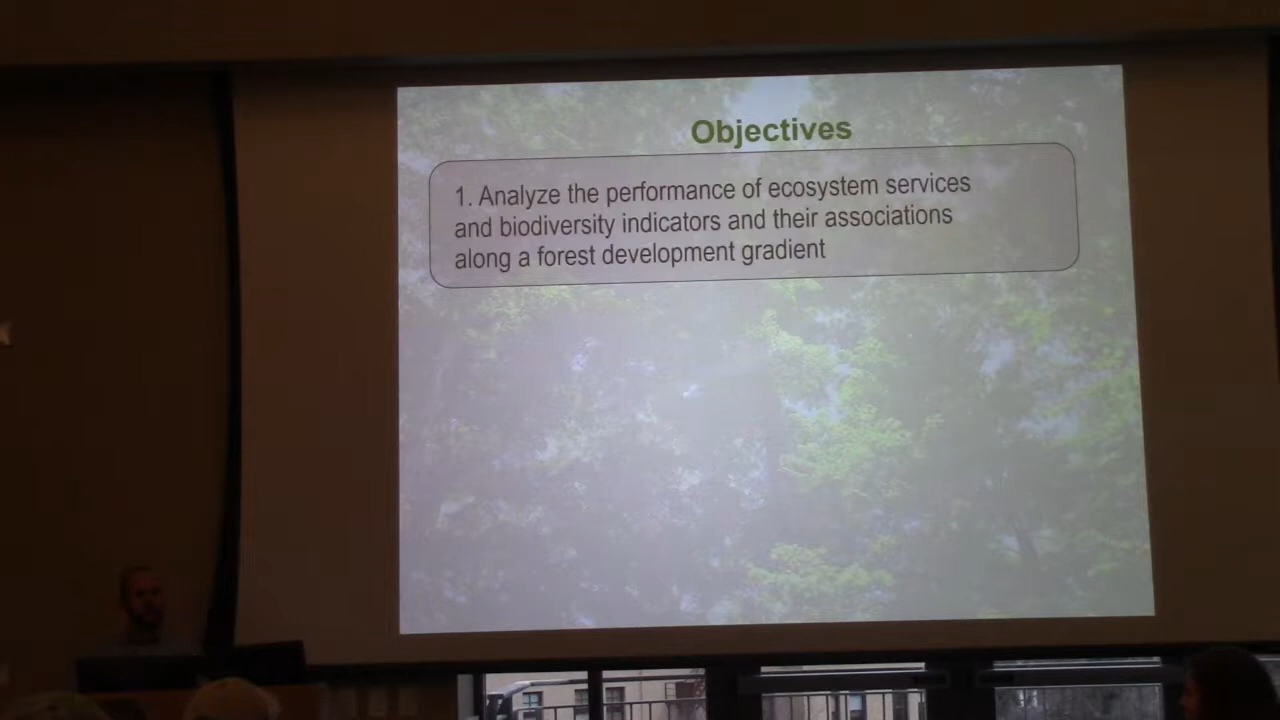 Objectives
1. Analyze the performance of ecosystem services
and biodiversity indicators and their associations
along a forest development gradient